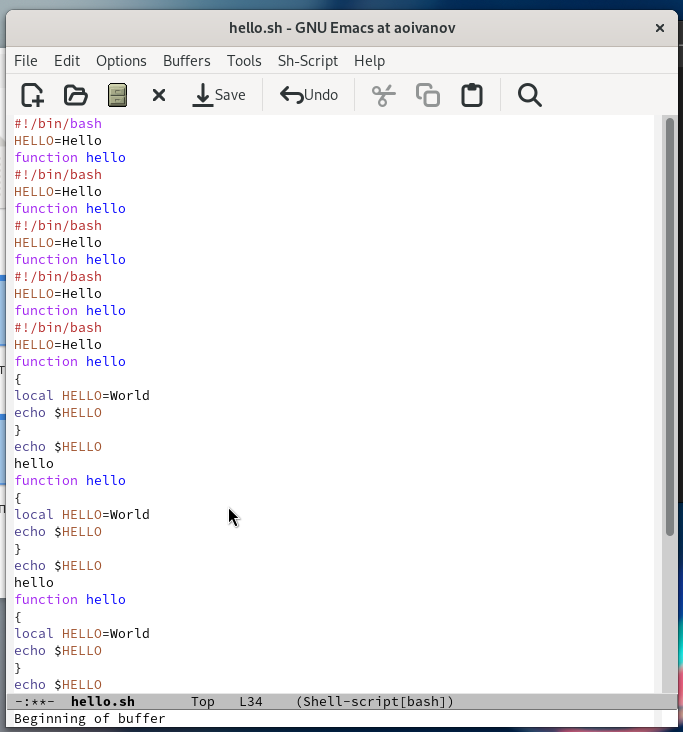 hello.sh - GNU Emacs at aoivanov ×
File Edit Options Buffers Tools Sh-Script Help
Save Undo
#!/bin/bash
HELLO=Hello
function hello
#!/bin/bash
HELLO=Hello
function hello
#!/bin/bash
HELLO=Hello
function hello
#!/bin/bash
HELLO=Hello
function hello
#!/bin/bash
HELLO=Hello
function hello
{
local HELLO=World
echo $HELLO
}
echo $HELLO
hello
function hello
{
local HELLO=World
echo $HELLO
}
echo $HELLO
hello
function hello
{
local HELLO=World
echo $HELLO
}
echo $HELLO
-:**- hello.sh Top L34 (Shell-script[bash])
Beginning of buffer